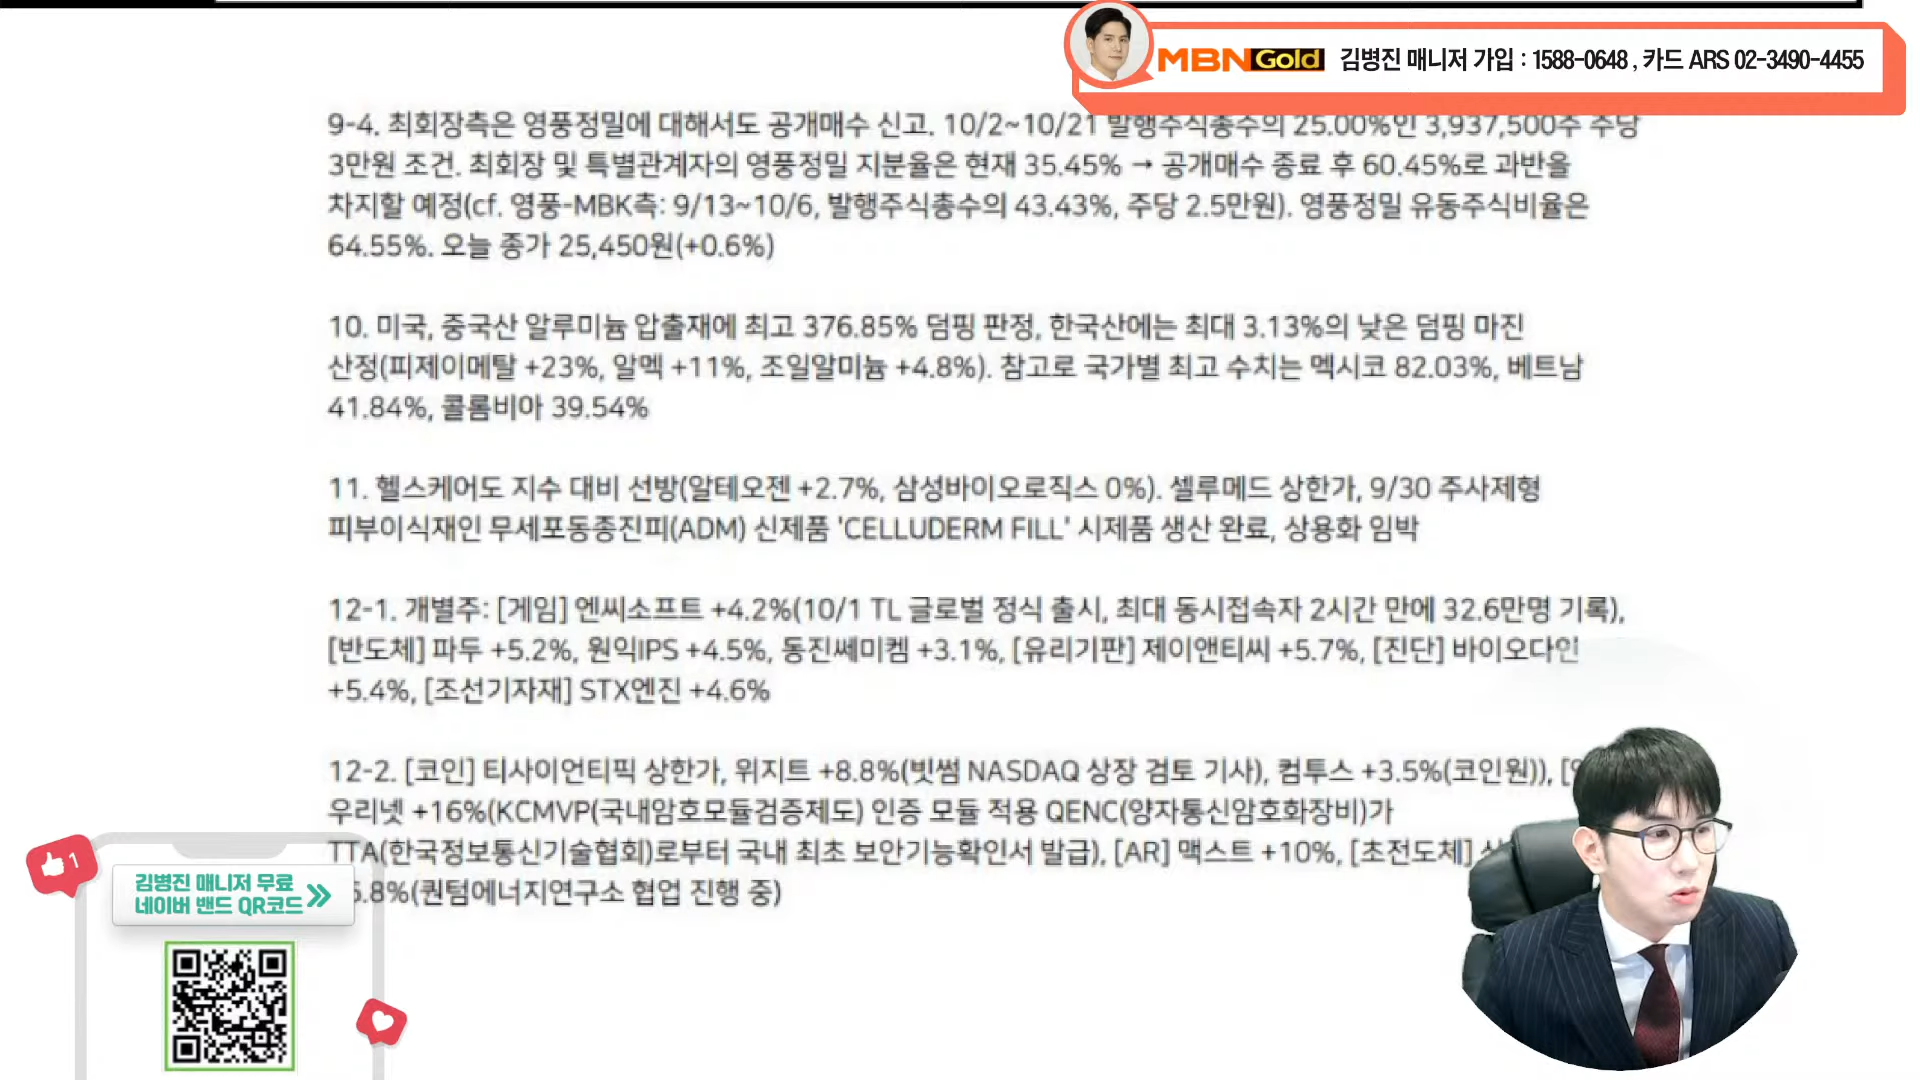 MBN Gold 김병진 매니저 가입 : 1588-0648 , 카드 ARS 02-3490-4455
9-4. 최회장측은 영풍정밀에 대해서도 공개매수 신고. 10/2~10/21 발행주식총수의 25.00%인 3,937,500주 주당
3만원 조건. 최회장 및 특별관계자의 영풍정밀 지분율은 현재 35.45% → 공개매수 종료 후 60.45%로 과반을
차지할 예정(cf. 영풍-MBK측: 9/13~10/6, 발행주식총수의 43.43%, 주당 2.5만원). 영풍정밀 유동주식비율은
64.55%. 오늘 종가 25,450원(+0.6%)
10. 미국, 중국산 알루미늄 압출재에 최고 376.85% 덤핑 판정, 한국산에는 최대 3.13%의 낮은 덤핑 마진
산정(피제이메탈 +23%, 알멕 +11%, 조일알미늄 +4.8%). 참고로 국가별 최고 수치는 멕시코 82.03%, 베트남
41.84%, 콜롬비아 39.54%
11. 헬스케어도 지수 대비 선방(알테오젠 +2.7%, 삼성바이오로직스 0%). 셀루메드 상한가, 9/30 주사제형
피부이식재인 무세포동종진피(ADM) 신제품 'CELLUDERM FILL' 시제품 생산 완료, 상용화 임박
12-1. 개별주: [게임] 엔씨소프트 +4.2%(10/1 TL 글로벌 정식 출시, 최대 동시접속자 2시간 만에 32.6만명 기록),
[반도체] 파두 +5.2%, 원익IPS +4.5%, 동진쎄미켐 +3.1%, [유리기판] 제이앤티씨 +5.7%, [진단] 바이오다인
+5.4%, [조선기자재] STX엔진 +4.6%
12-2. [코인] 티사이언티픽 상한가, 위지트 +8.8%(빗썸 NASDAQ 상장 검토 기사), 컴투스 +3.5%(코인원)),
우리넷 +16%(KCMVP(국내암호모듈검증제도) 인증 모듈 적용 QENC(양자통신암호화장비)가
TTA(한국정보통신기술협회)로부터 국내 최초 보안기능확인서 발급), [AR] 맥스트 +10%, [초전도체]
6.8%(퀀텀에너지연구소 협업 진행 중)
1
김병진 매니저 무료
네이버 밴드 QR코드